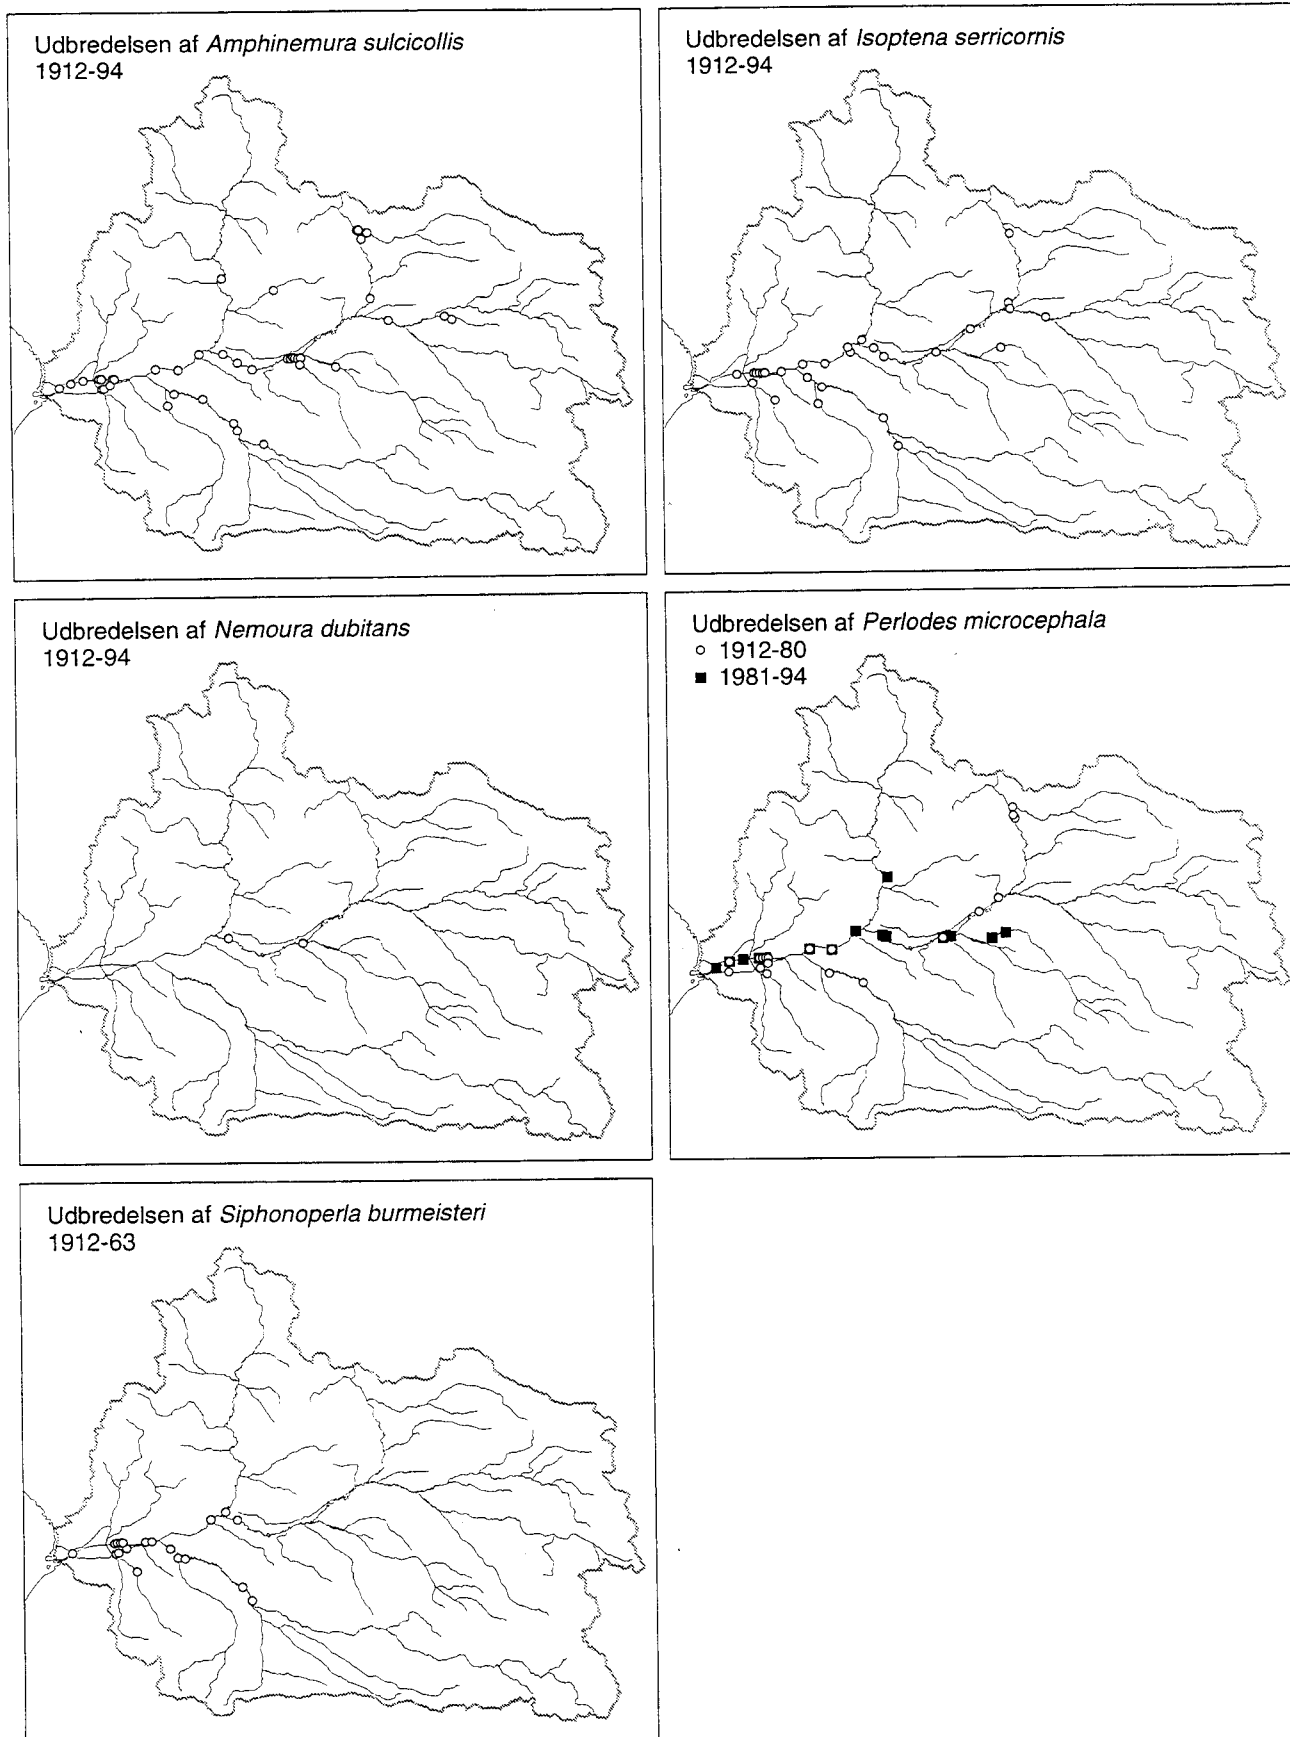 Udbredelsen af Amphinemura sulcicollis
1912-94
Udbredelsen af Isoptena serricornis
1912-94
Udbredelsen af Nemoura dubitans
1912-94
Udbredelsen af Perlodes microcephala
1912-80
1981-94
Udbredelsen af Siphonoperla burmeisteri
1912-63